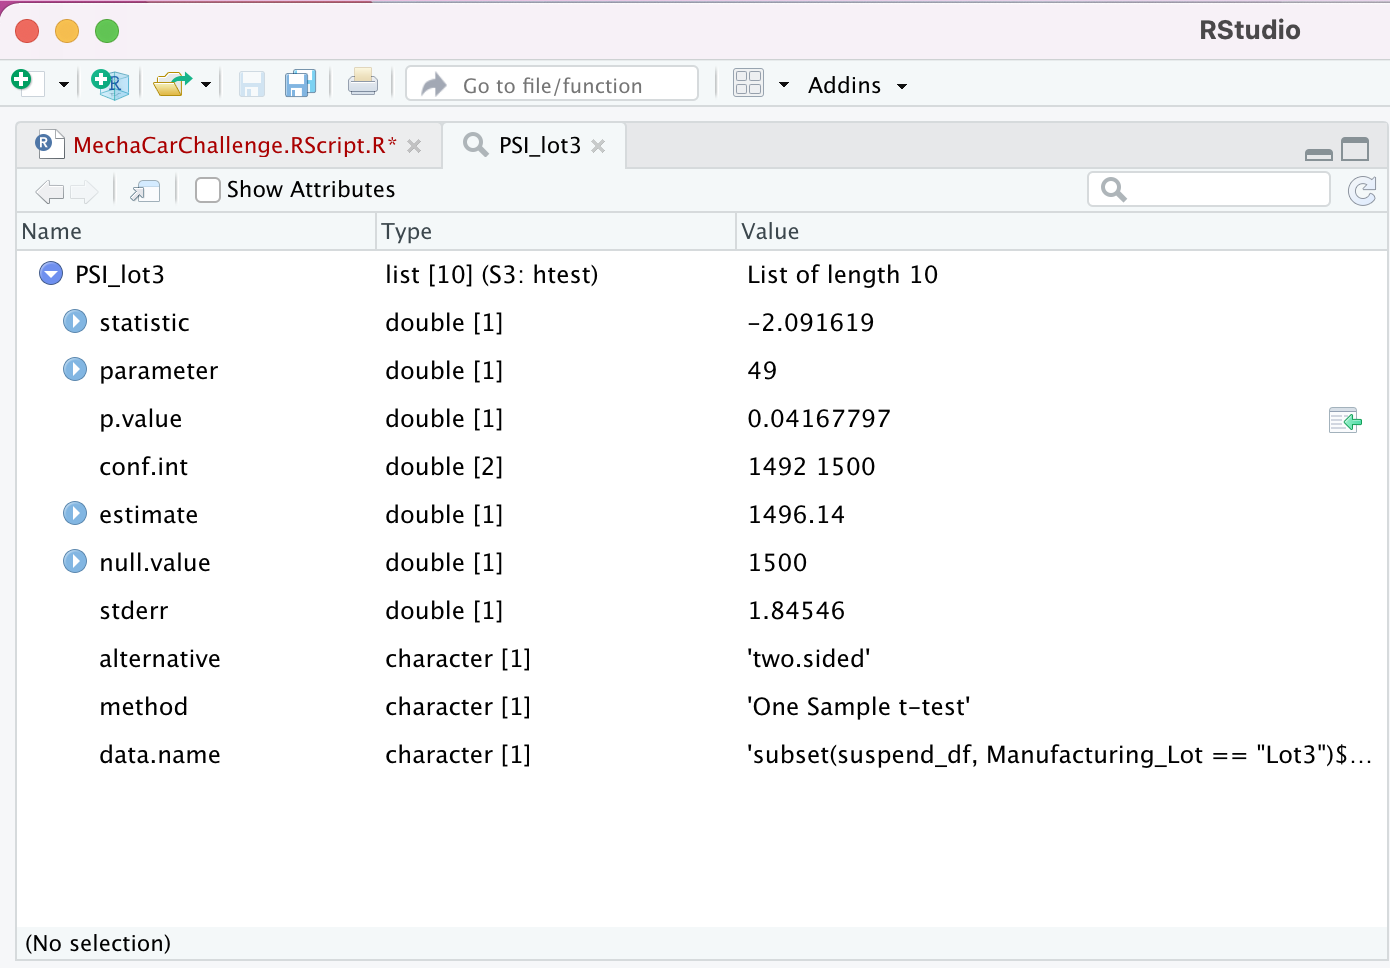 RStudio
Go to file/function
Addins
MechaCarChallenge.RScript.R*
PSI_lot3
Show Attributes
Name Type Value
PSI_lot3 list [10] (S3: htest) List of length 10
statistic double [1] -2.091619
parameter double [1] 49
p.value double [1] 0.04167797
conf.int double [2] 1492 1500
estimate double [1] 1496.14
null.value double [1] 1500
stderr double [1] 1.84546
alternative character [1] 'two.sided'
method character [1] 'One Sample t-test'
data.name character [1] 'subset(suspend_df, Manufacturing_Lot == "Lot3")$...
(No selection)